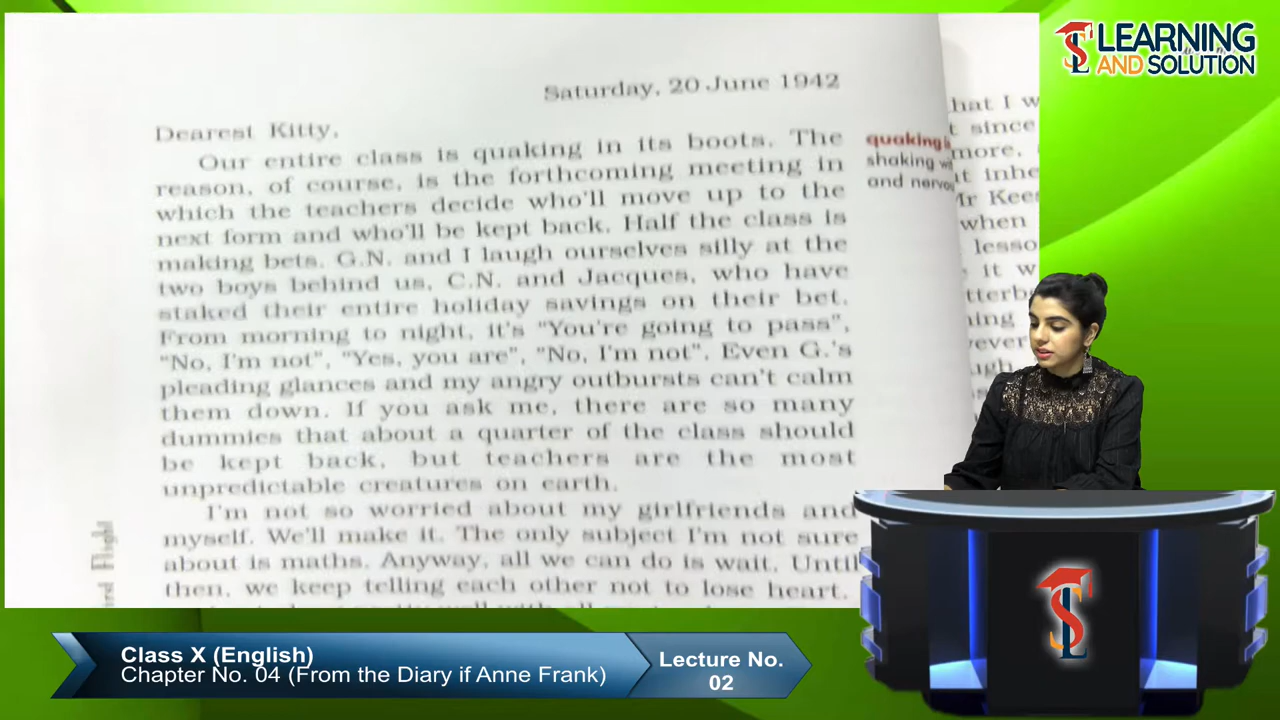 LEARNING
AND SOLUTION
Saturday, 20 June 1942
Dearest Kitty,
Our entire class is quaking in its boots. The
reason, of course, is the forthcoming meeting in
which the teachers decide who'll move up to the
next form and who'll be kept back. Half the class is
making bets. G.N. and I laugh ourselves silly at the
two boys behind us, C.N. and Jacques, who have
staked their entire holiday savings on their bet.
From morning to night, it's "You're going to pass",
"No, I'm not", "Yes, you are", "No, I'm not". Even G.'s
pleading glances and my angry outbursts can't calm
them down. If you ask me, there are so many
dummies that about a quarter of the class should
be kept back, but teachers are the most
unpredictable creatures on earth.
I'm not so worried about my girlfriends and
myself. We'll make it. The only subject I'm not sure
about is maths. Anyway, all we can do is wait. Until
then, we keep telling each other not to lose heart.
quaking
shaking
and
hat I
since
more,
Mr
when
it
Flight
Class X (English)
Chapter No. 04 (From the Diary if Anne Frank)
Lecture No.
02